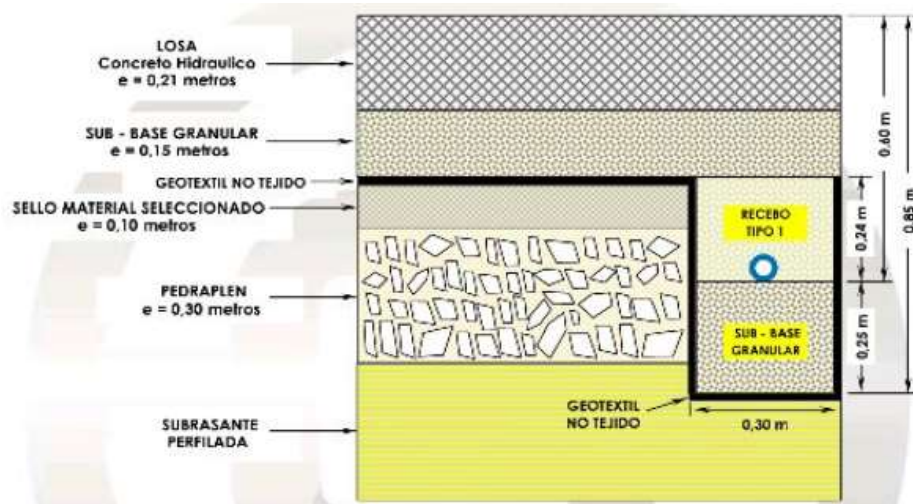 LOSA
Concreto Hidraulico
e = 0,21 metros
SUB - BASE GRANULAR
e = 0,15 metros
GEOTEXTIL NO TEJIDO
SELLO MATERIAL SELECCIONADO
e = 0,10 metros
PEDRAPLEN
e = 0,30 metros
SUBRASANTE
PERFILADA
RECEBO
TIPO 1
SUB - BASE
GRANULAR
GEOTEXTIL
NO TEJIDO
0,30 m
0,24 m
0,25 m
0.60 m
0.85 m